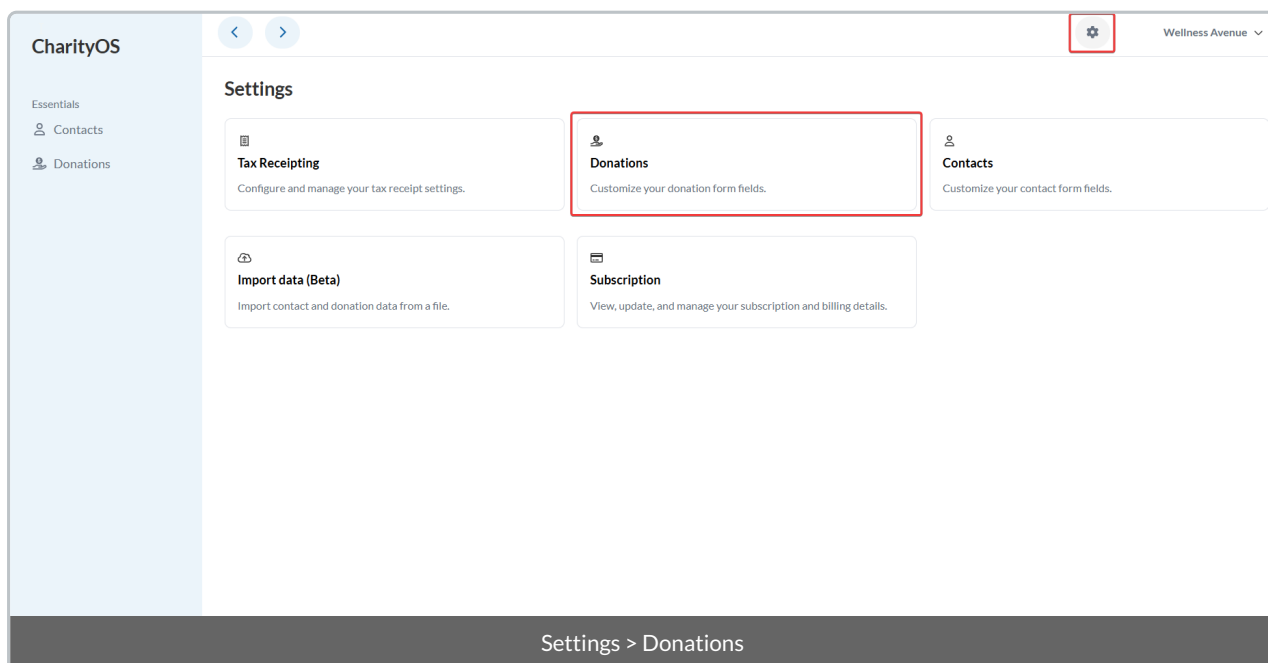 CharityOS
Wellness Avenue
Essentials
Contacts
Donations
Settings
Tax Receipting
Configure and manage your tax receipt settings.
Donations
Customize your donation form fields.
Contacts
Customize your contact form fields.
Import data (Beta)
Import contact and donation data from a file.
Subscription
View, update, and manage your subscription and billing details.
Settings > Donations